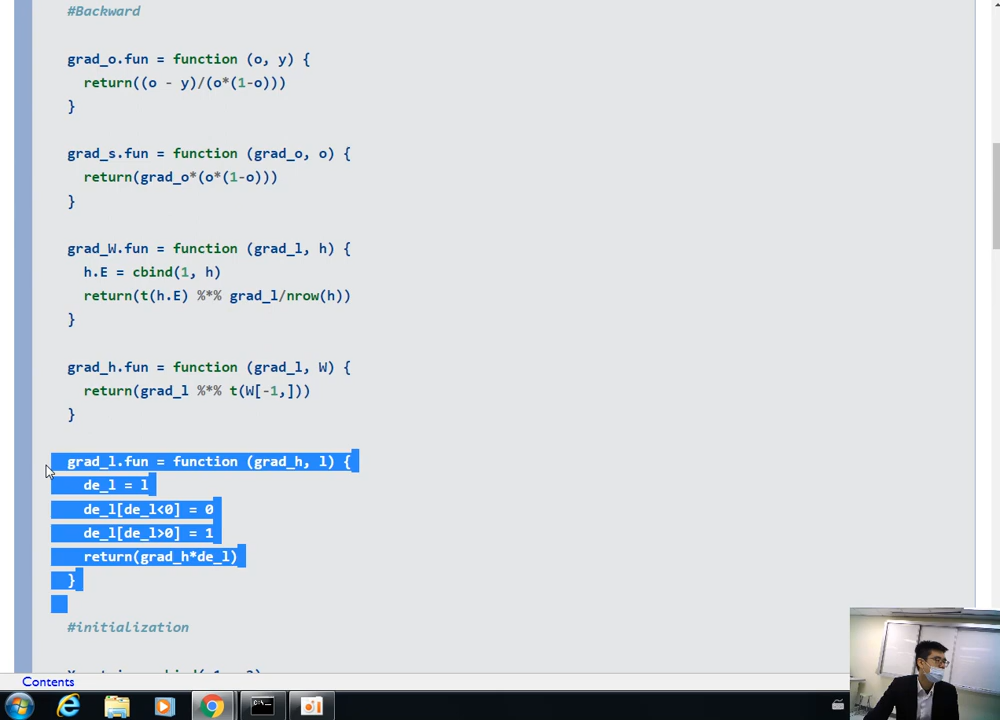 #Backward
grad_o.fun = function (o, y) {
return((o - y)/(o*(1-o)))
}
grad_s.fun = function (grad_o, o) {
return(grad_o*(o*(1-o)))
}
grad_W.fun = function (grad_l, h) {
h.E = cbind(1, h)
return(t(h.E) %*% grad_l/nrow(h))
}
grad_h.fun = function (grad_l, W) {
return(grad_l %*% t(W[-1,]))
}
grad_l.fun = function (grad_h, l) {
de_l = l
de_l[de_l<0] = 0
de_l[de_l>0] = 1
return(grad_h*de_l)
}
#initialization
Contents